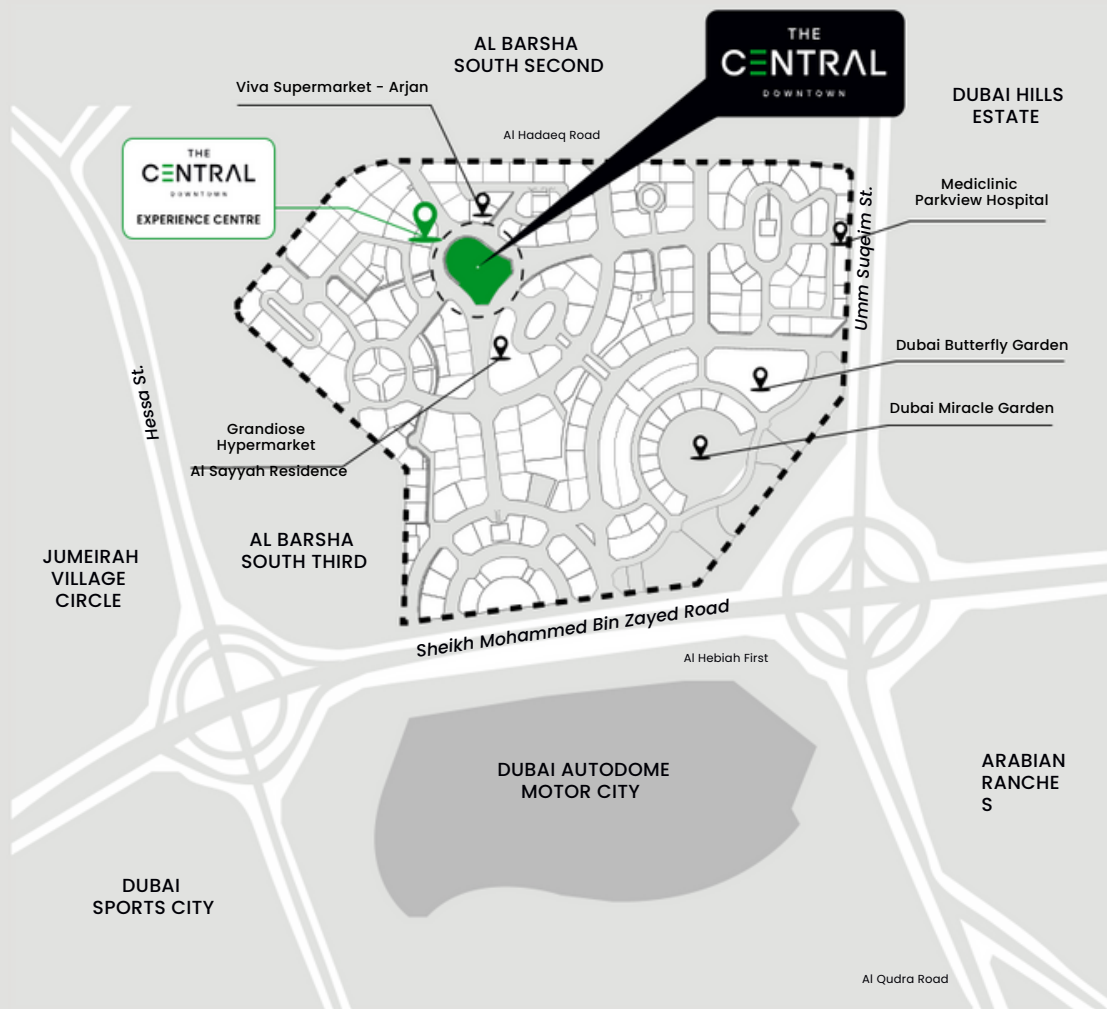 THE
CENTRAL
DOWNTOWN
AL BARSHA
SOUTH SECOND
Viva Supermarket - Arjan
DUBAI HILLS
ESTATE
Al Hadaeq Road
THE
CENTRAL
DOWNTOWN
EXPERIENCE CENTRE
Mediclinic
Parkview Hospital
Umm Suqeim St.
Dubai Butterfly Garden
Hessa St.
Dubai Miracle Garden
Grandiose
Hypermarket
Al Sayyah Residence
AL BARSHA
SOUTH THIRD
JUMEIRAH
VILLAGE
CIRCLE
Sheikh Mohammed Bin Zayed Road
Al Hebiah First
DUBAI AUTODOME
MOTOR CITY
ARABIAN
RANCHE
S
DUBAI
SPORTS CITY
Al Qudra Road